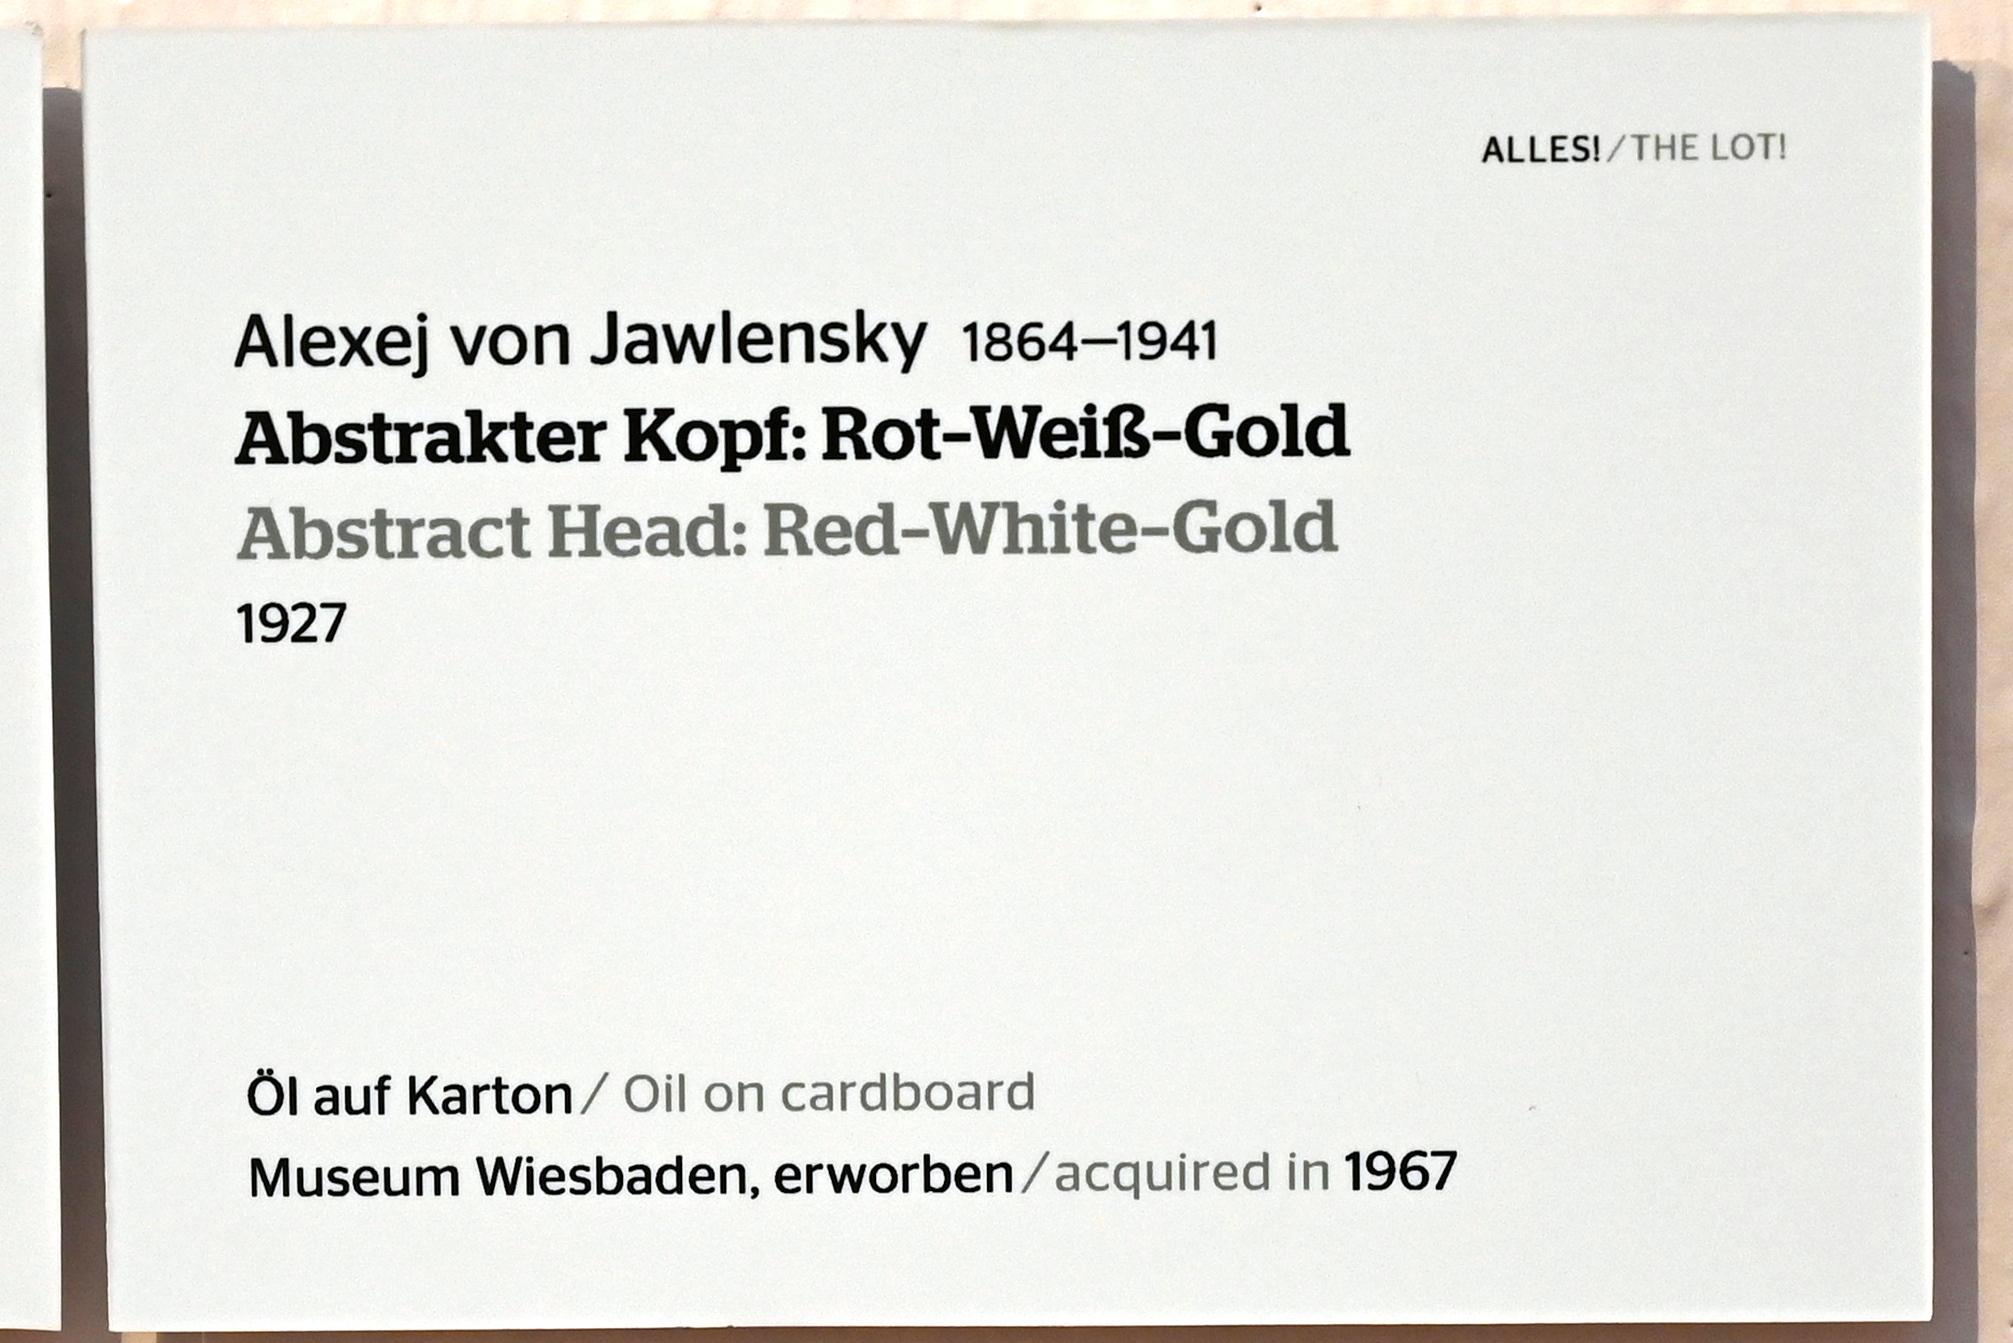 ALLES!/THE LOT!
Alexej von Jawlensky 1864–1941
Abstrakter Kopf: Rot-Weiß-Gold
Abstract Head: Red-White-Gold
1927
Öl auf Karton/ Oil on cardboard
Museum Wiesbaden, erworben/acquired in 1967